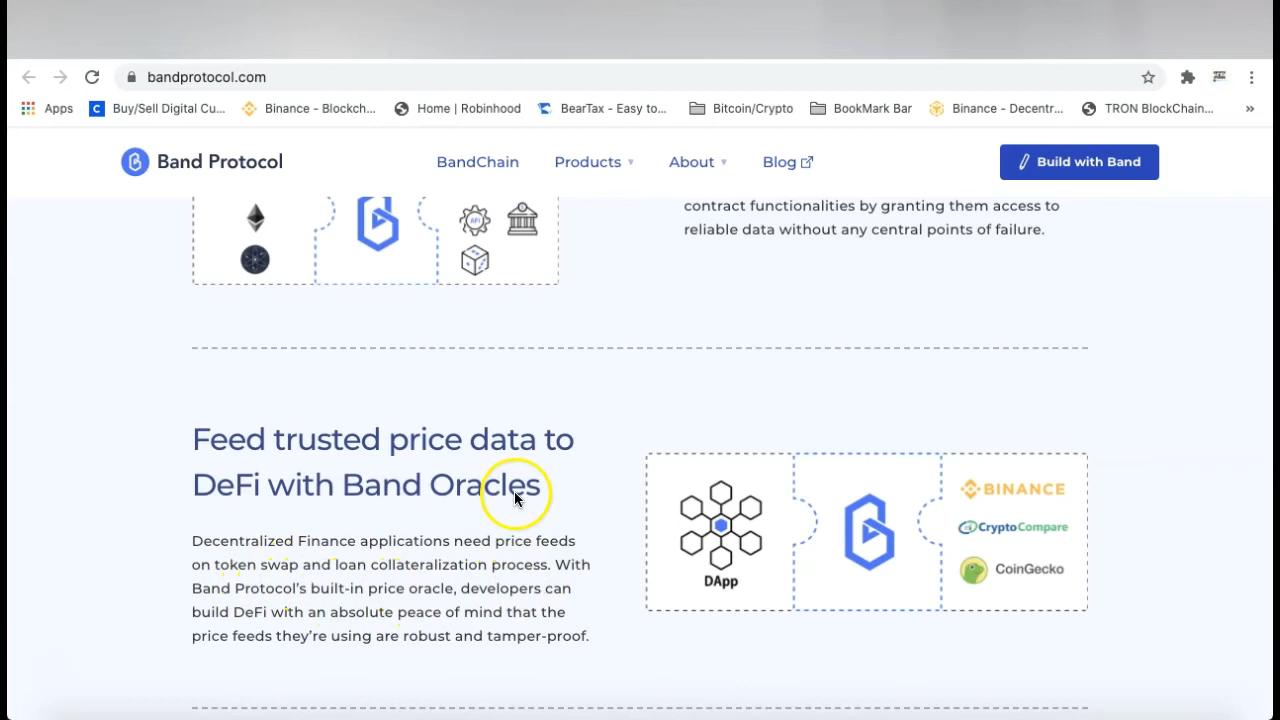 bandprotocol.com
Apps
Buy/Sell Digital Cu...
Binance - Blockch...
Home | Robinhood
BearTax - Easy to...
Bitcoin/Crypto
BookMark Bar
Binance - Decentr...
TRON BlockChain...
»
Band Protocol
BandChain
Products
About
Blog
Build with Band
API
contract functionalities by granting them access to
reliable data without any central points of failure.
Feed trusted price data to
DeFi with Band Oracles
Decentralized Finance applications need price feeds
on token swap and loan collateralization process. With
Band Protocol’s built-in price oracle, developers can
build DeFi with an absolute peace of mind that the
price feeds they’re using are robust and tamper-proof.
DApp
BINANCE
CryptoCompare
CoinGecko